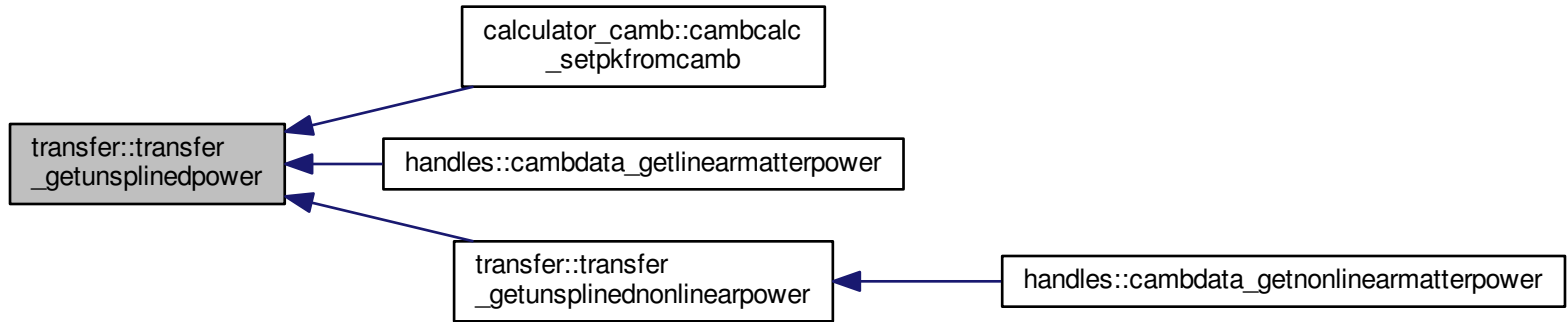 calculator_camb::cambcalc
_setpkfromcamb
transfer::transfer
_getunsplinedpower
handles::cambdata_getlinearmatterpower
transfer::transfer
_getunsplinednonlinearpower
handles::cambdata_getnonlinearmatterpower